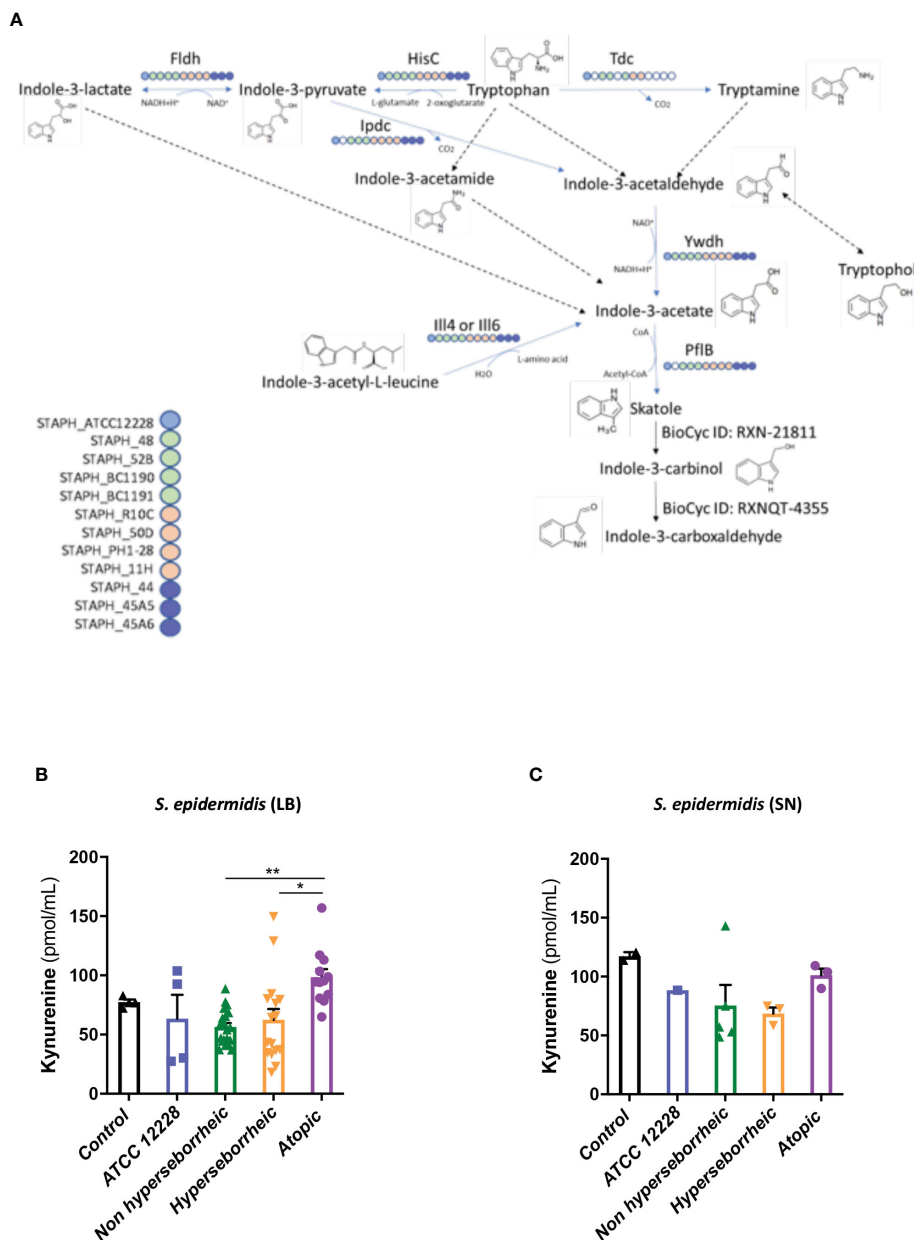 A
Fldh
HisC
Tdc
Indole-3-lactate
Indole-3-pyruvate
Tryptophan
Tryptamine
NADH+H⁺
NAD⁺
L-glutamate
2-oxoglutarate
CO₂
Ipdc
CO₂
Indole-3-acetamide
Indole-3-acetaldehyde
NAD⁺
Ywdh
NADH+H⁺
Tryptophol
Indole-3-acetate
Ill4 or Ill6
CoA
L-amino acid
PflB
H2O
Acetyl-CoA
Indole-3-acetyl-L-leucine
Skatole
BioCyc ID: RXN-21811
Indole-3-carbinol
BioCyc ID: RXNQT-4355
Indole-3-carboxaldehyde
STAPH_ATCC12228
STAPH_48
STAPH_52B
STAPH_BC1190
STAPH_BC1191
STAPH_R10C
STAPH_50D
STAPH_PH1-28
STAPH_11H
STAPH_44
STAPH_45A5
STAPH_45A6
B
S. epidermidis (LB)
Kynurenine (pmol/mL)
200
150
100
50
0
**
*
Control
ATCC 12228
Non hyperseborrheic
Hyperseborrheic
Atopic
C
S. epidermidis (SN)
Kynurenine (pmol/mL)
200
150
100
50
0
Control
ATCC 12228
Non hyperseborrheic
Hyperseborrheic
Atopic